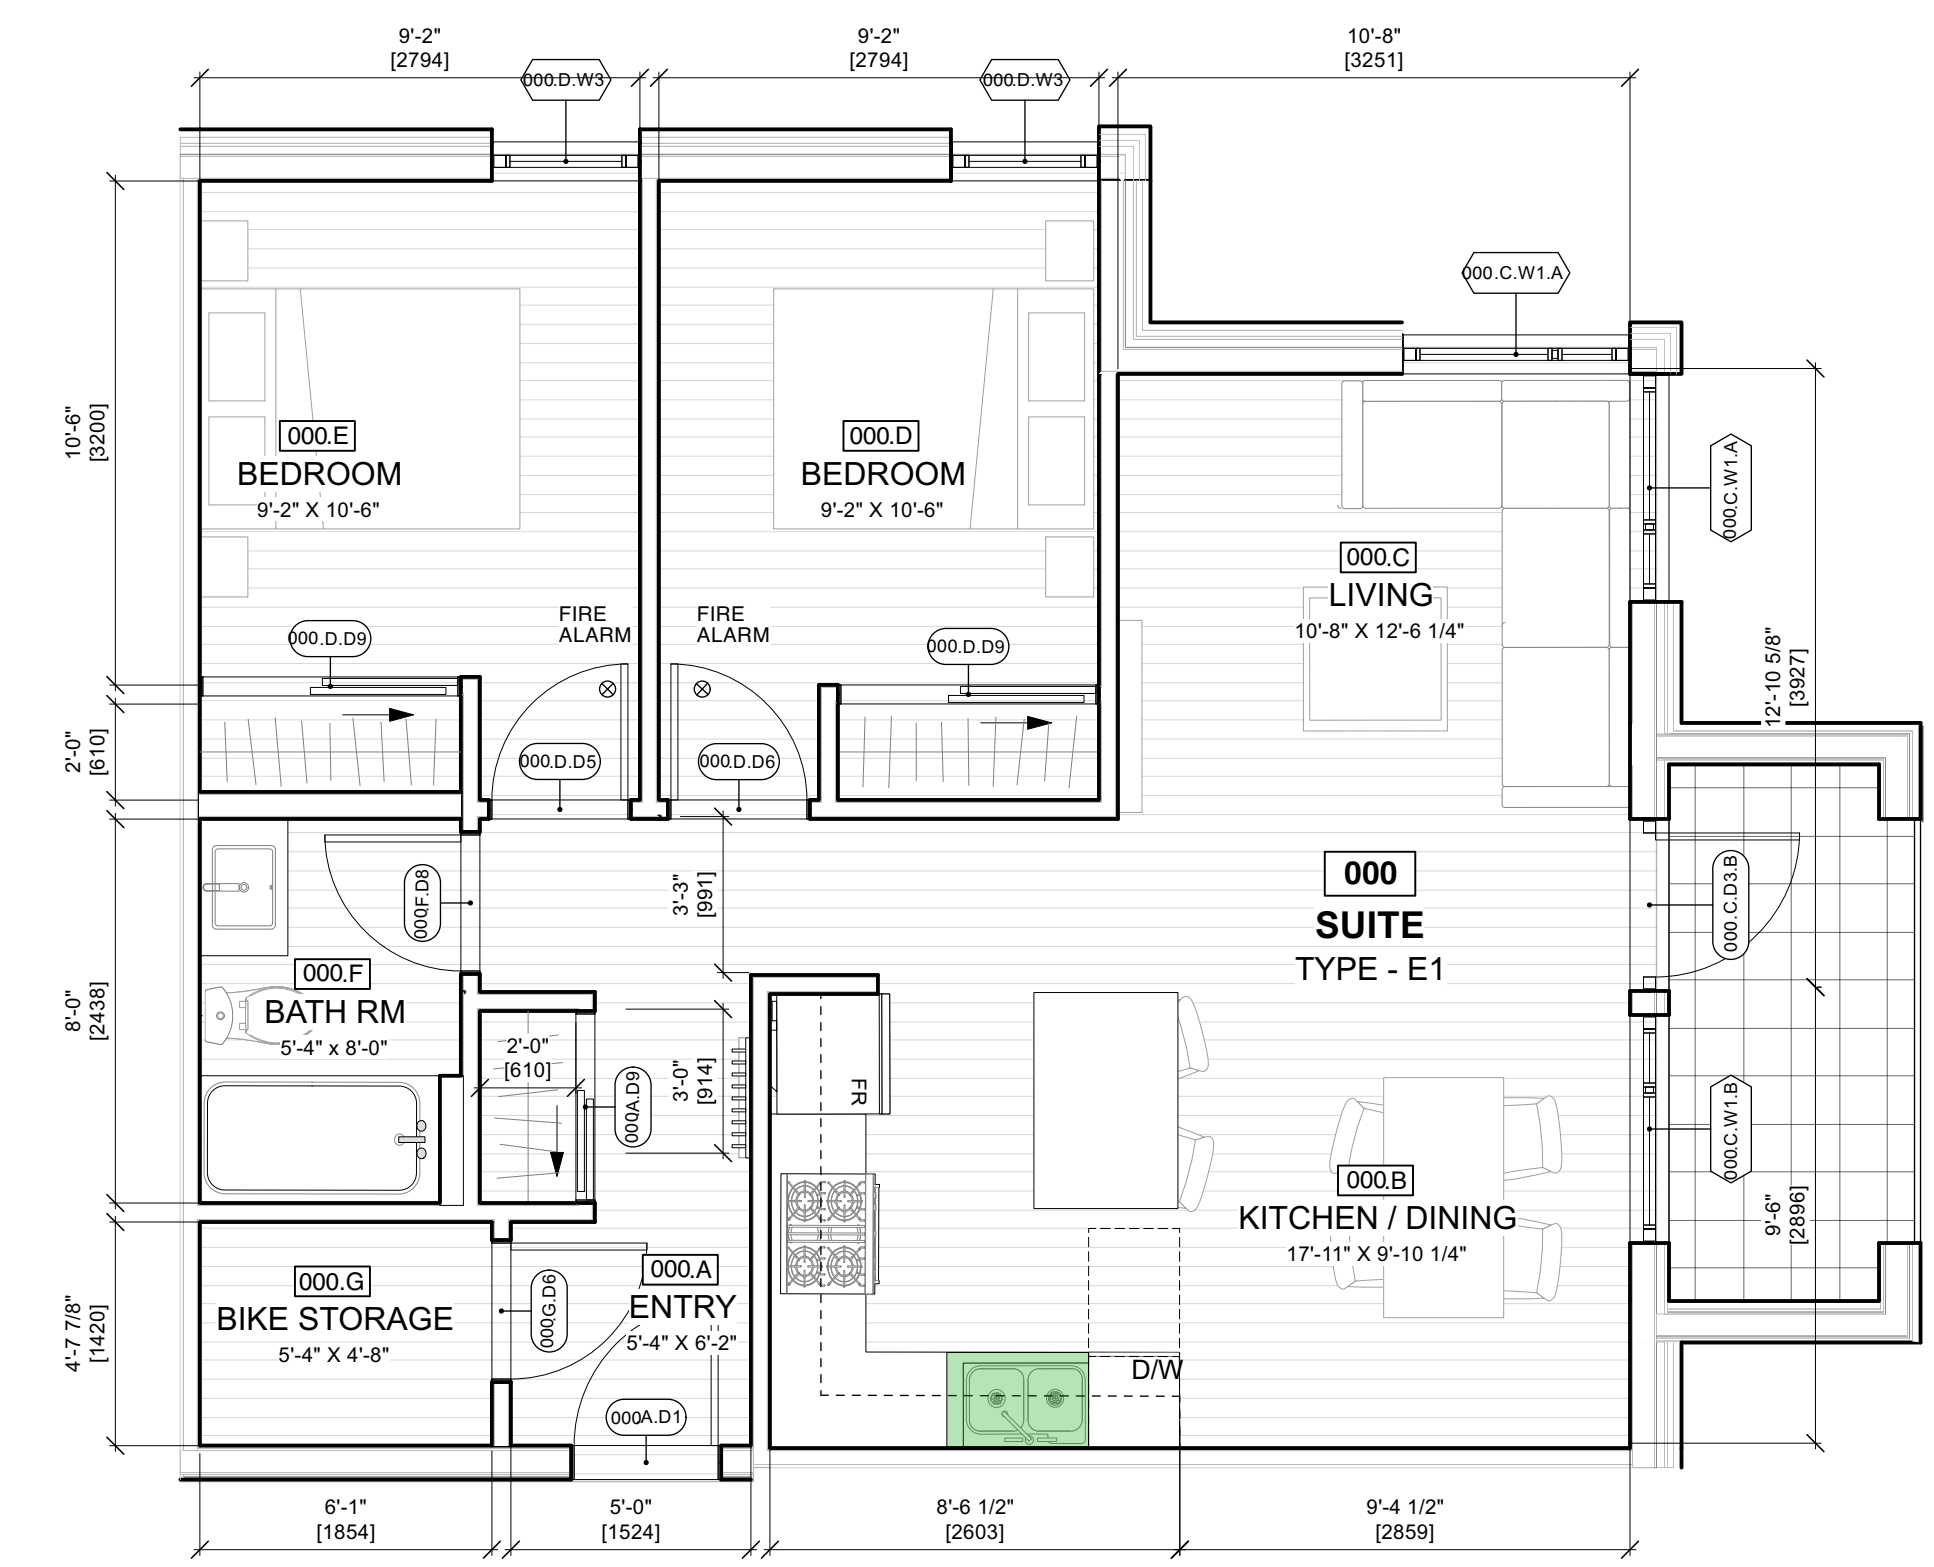 9'-2"
[2794]
9'-2"
[2794]
10'-8"
[3251]
000.D.W3
000.D.W3
000.C.W1.A
10'-6"
[3200]
000.E
BEDROOM
9'-2" X 10'-6"
000.D
BEDROOM
9'-2" X 10'-6"
000.C.W1.A
000.C
LIVING
10'-8" X 12'-6 1/4"
FIRE
ALARM
FIRE
ALARM
000.D.D9
000.D.D9
12'-10 5/8"
[3927]
2'-0"
[610]
000.D.D5
000.D.D6
000.F.D8
3'-3"
[991]
000
SUITE
TYPE - E1
000.C.D3.B
8'-0"
[2438]
000.F
BATH RM
5'-4" x 8'-0"
2'-0"
[610]
000.A.D9
3'-0"
[914]
FR
000.C.W1.B
000.B
KITCHEN / DINING
17'-11" X 9'-10 1/4"
9'-6"
[2896]
4'-7 7/8"
[1420]
000.G
BIKE STORAGE
5'-4" X 4'-8"
000.G.D6
000.A
ENTRY
5'-4" X 6'-2"
D/W
000.A.D1
6'-1"
[1854]
5'-0"
[1524]
8'-6 1/2"
[2603]
9'-4 1/2"
[2859]